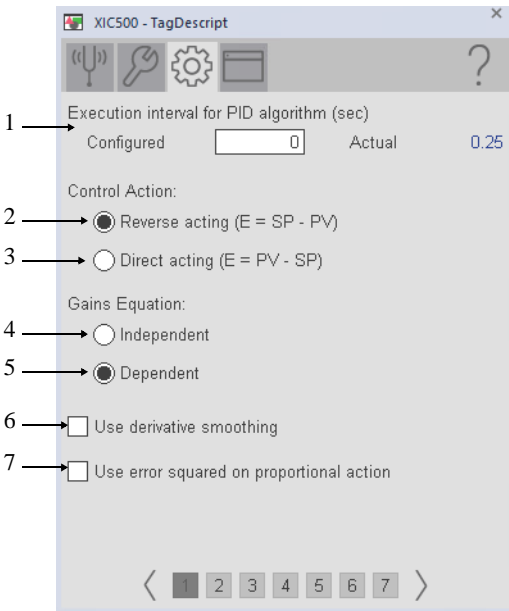 XIC500 - TagDescript ×
?
1 Execution interval for PID algorithm (sec)
Configured 0 Actual 0.25
Control Action:
2 Reverse acting (E = SP - PV)
3 Direct acting (E = PV - SP)
Gains Equation:
4 Independent
5 Dependent
6 Use derivative smoothing
7 Use error squared on proportional action
1 2 3 4 5 6 7